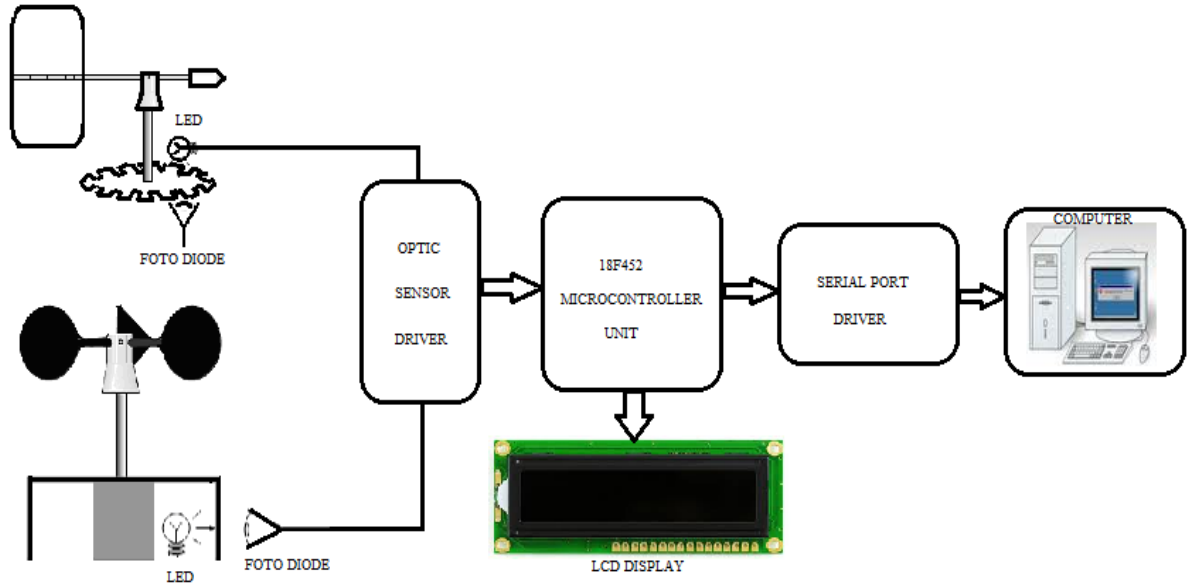 LED
FOTO DIODE
OPTIC
SENSOR
DRIVER
18F452
MICROCONTROLLER
UNIT
SERIAL PORT
DRIVER
COMPUTER
FOTO DIODE
LED
LCD DISPLAY